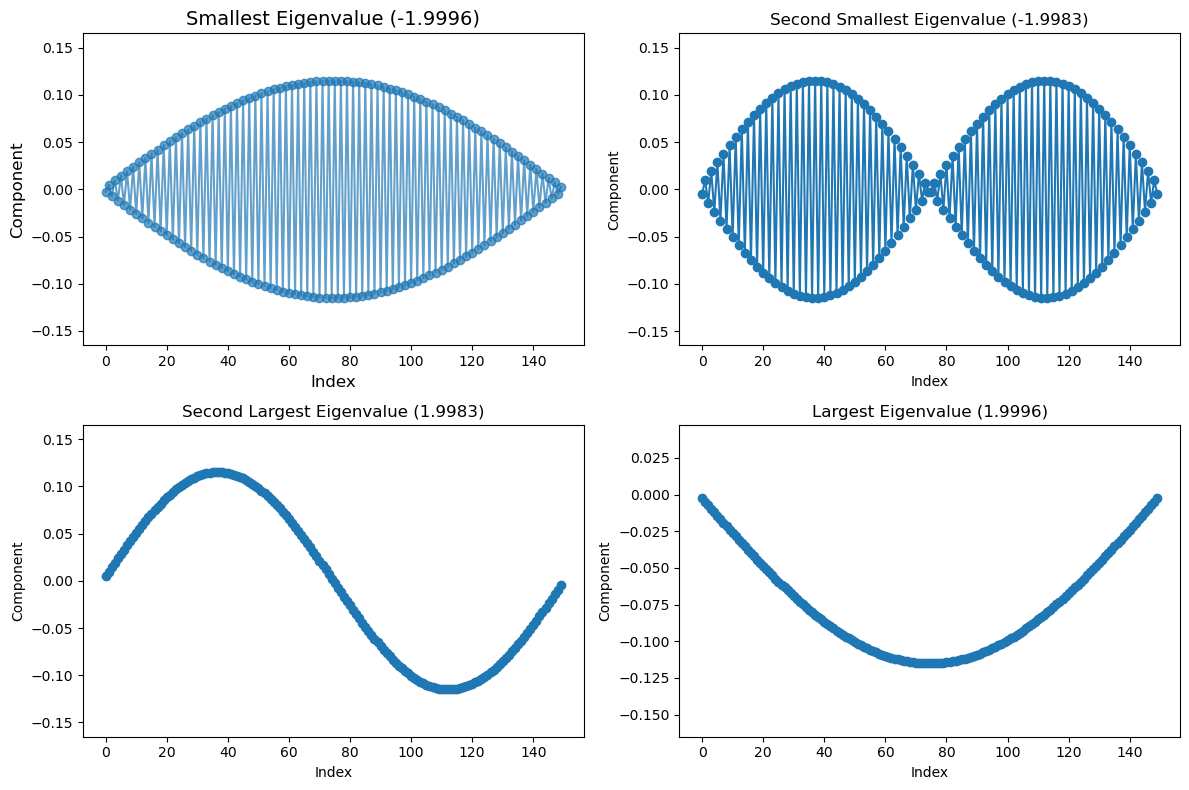 Smallest Eigenvalue (-1.9996)
0.15
0.10
0.05
0.00
−0.05
−0.10
−0.15
Component
0 20 40 60 80 100 120 140
Index
Second Smallest Eigenvalue (-1.9983)
0.15
0.10
0.05
0.00
−0.05
−0.10
−0.15
Component
0 20 40 60 80 100 120 140
Index
Second Largest Eigenvalue (1.9983)
0.15
0.10
0.05
0.00
−0.05
−0.10
−0.15
Component
0 20 40 60 80 100 120 140
Index
Largest Eigenvalue (1.9996)
0.025
0.000
−0.025
−0.050
−0.075
−0.100
−0.125
−0.150
Component
0 20 40 60 80 100 120 140
Index